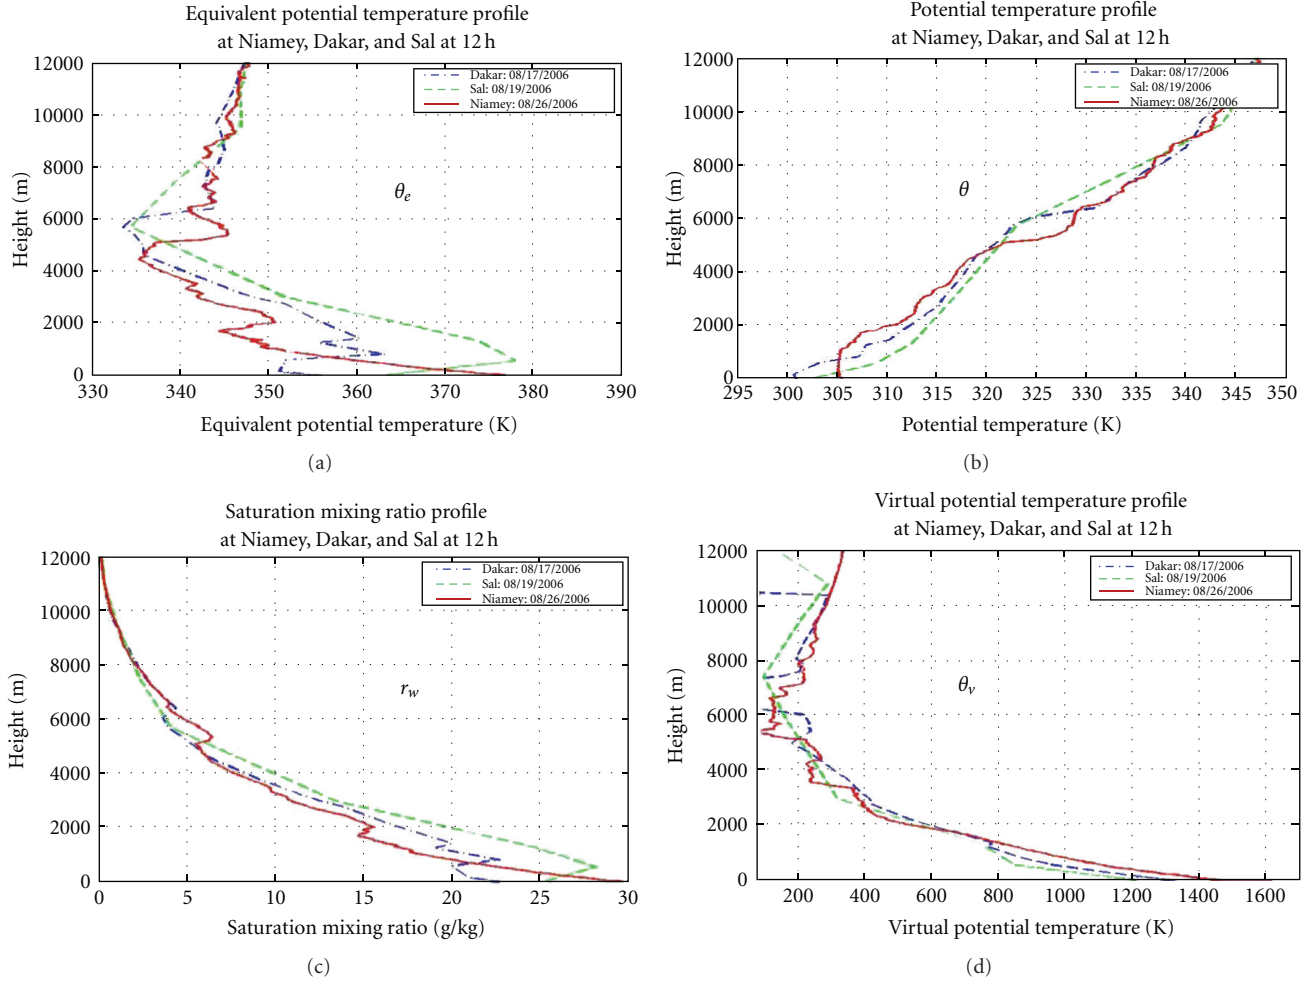 Equivalent potential temperature profile
at Niamey, Dakar, and Sal at 12 h
12000
10000
8000
6000
4000
2000
0
Height (m)
Dakar: 08/17/2006
Sal: 08/19/2006
Niamey: 08/26/2006
θe
330 340 350 360 370 380 390
Equivalent potential temperature (K)
(a)
Potential temperature profile
at Niamey, Dakar, and Sal at 12 h
12000
10000
8000
6000
4000
2000
0
Height (m)
Dakar: 08/17/2006
Sal: 08/19/2006
Niamey: 08/26/2006
θ
295 300 305 310 315 320 325 330 335 340 345 350
Potential temperature (K)
(b)
Saturation mixing ratio profile
at Niamey, Dakar, and Sal at 12 h
12000
10000
8000
6000
4000
2000
0
Height (m)
Dakar: 08/17/2006
Sal: 08/19/2006
Niamey: 08/26/2006
rw
0 5 10 15 20 25 30
Saturation mixing ratio (g/kg)
(c)
Virtual potential temperature profile
at Niamey, Dakar, and Sal at 12 h
12000
10000
8000
6000
4000
2000
0
Height (m)
Dakar: 08/17/2006
Sal: 08/19/2006
Niamey: 08/26/2006
θv
200 400 600 800 1000 1200 1400 1600
Virtual potential temperature (K)
(d)